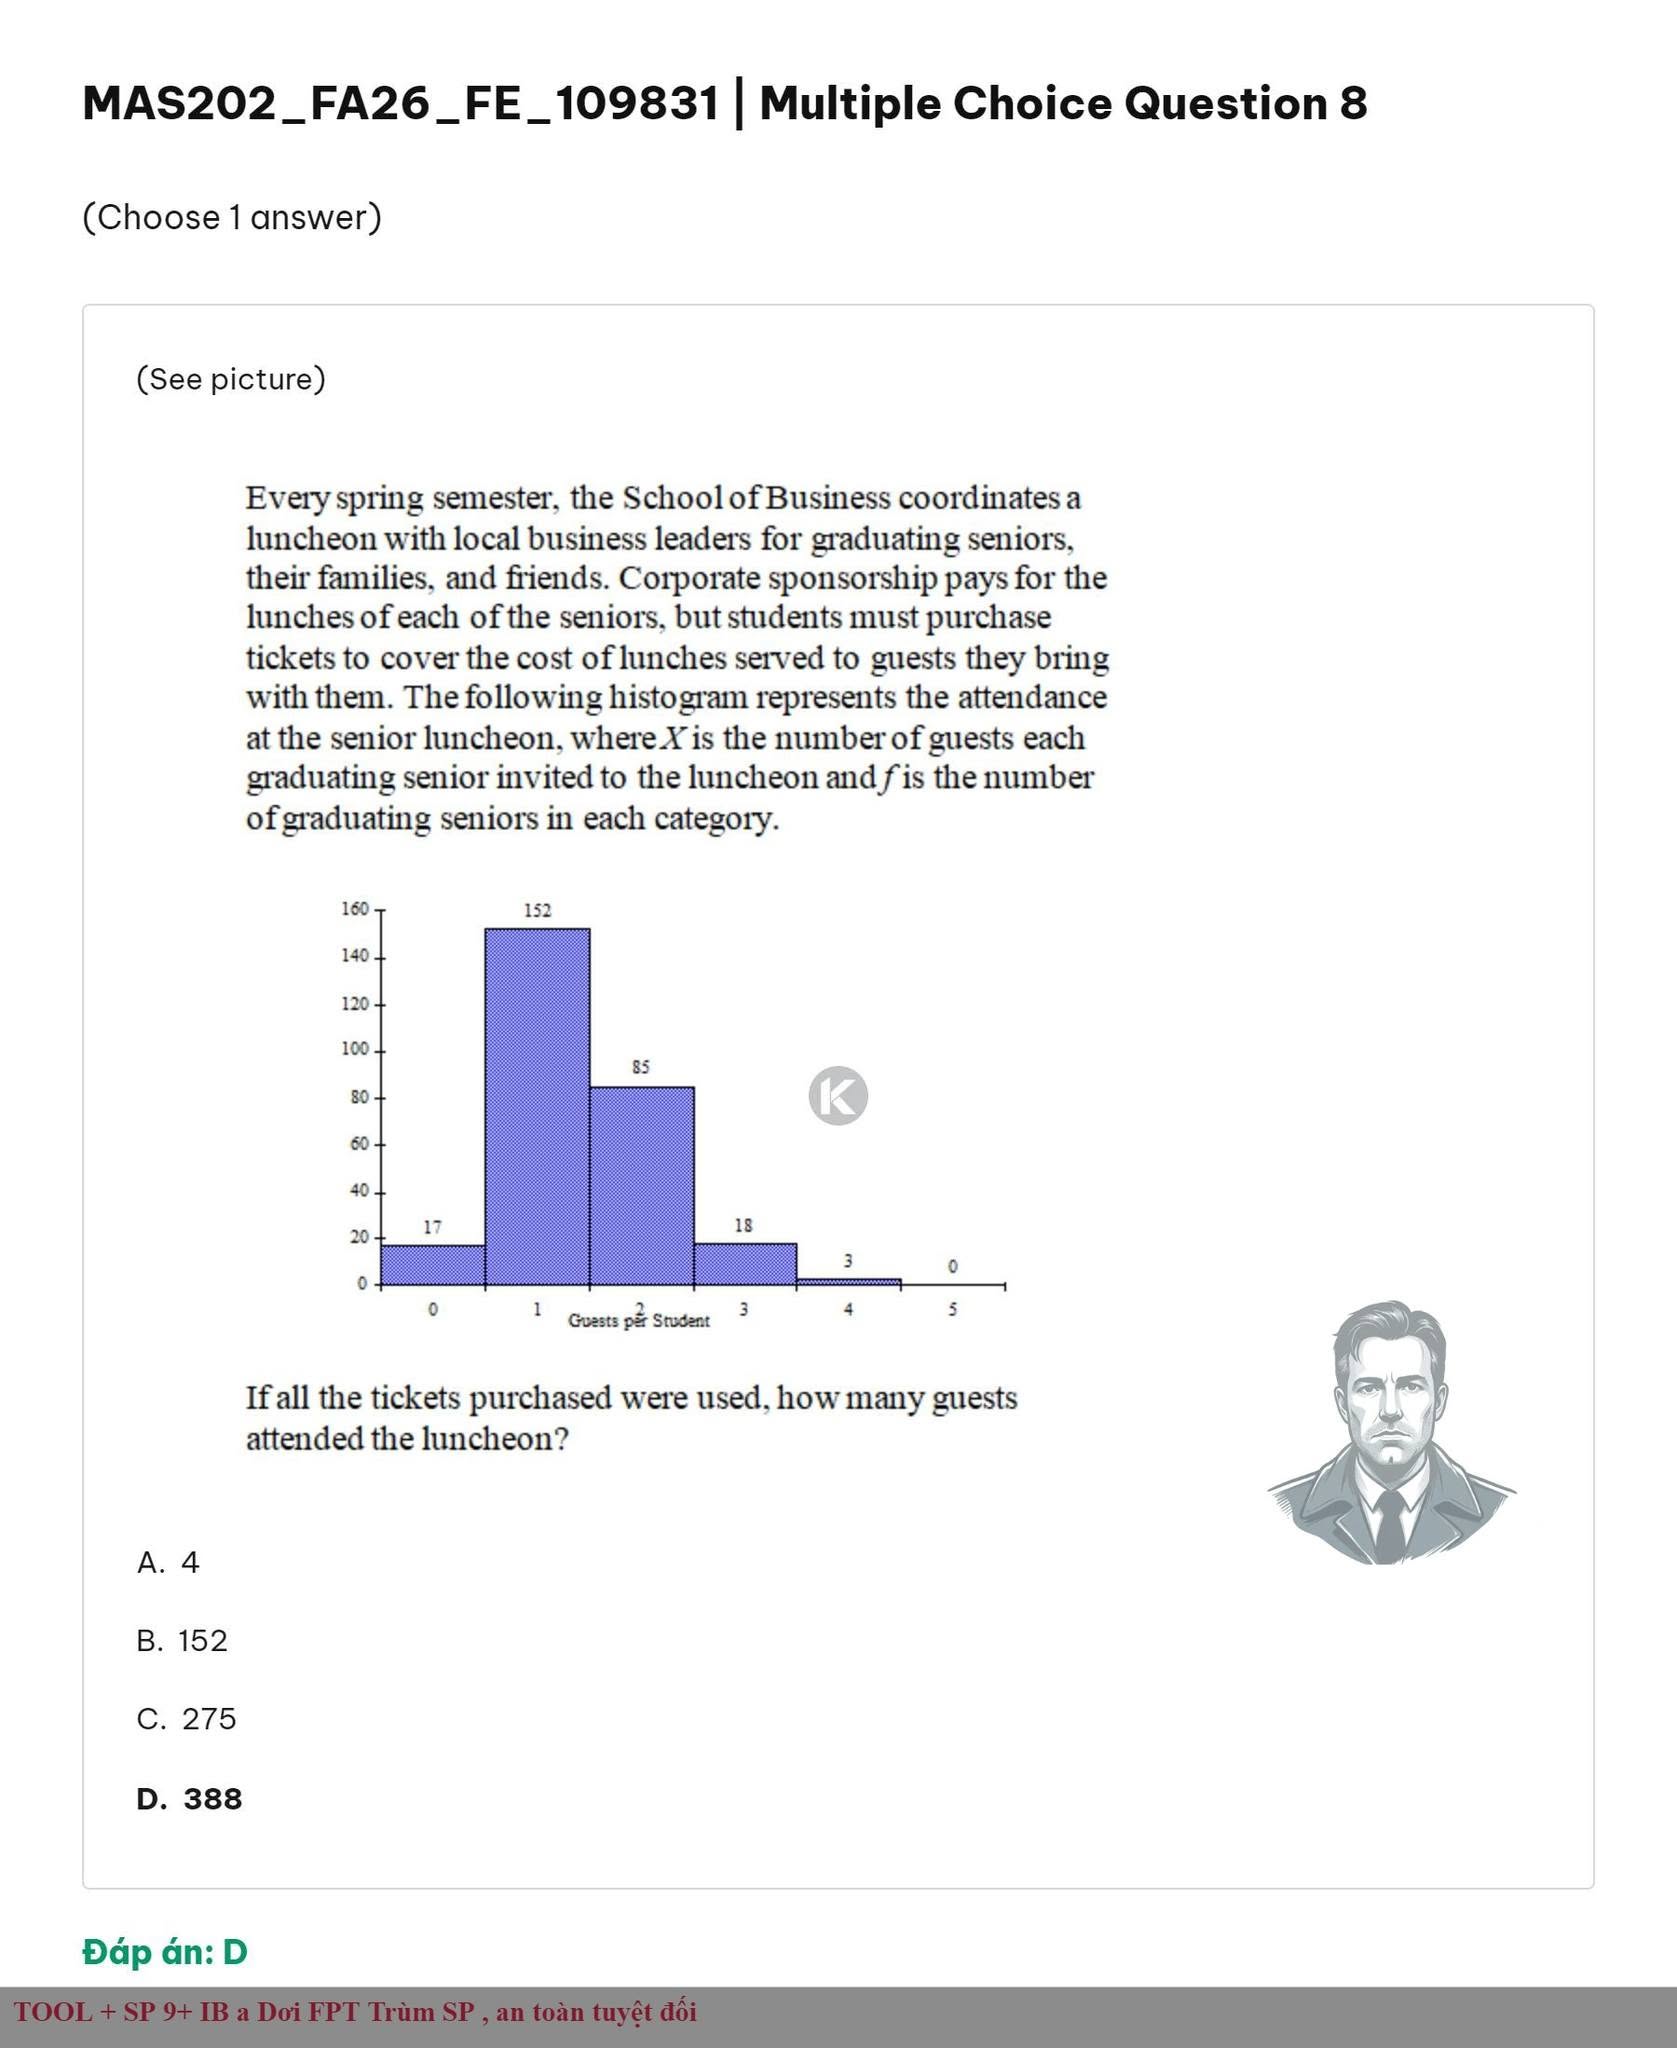 MAS202_FA26_FE_109831 | Multiple Choice Question 8
(Choose 1 answer)
(See picture)
Every spring semester, the School of Business coordinates a
luncheon with local business leaders for graduating seniors,
their families, and friends. Corporate sponsorship pays for the
lunches of each of the seniors, but students must purchase
tickets to cover the cost of lunches served to guests they bring
with them. The following histogram represents the attendance
at the senior luncheon, where X is the number of guests each
graduating senior invited to the luncheon and f is the number
of graduating seniors in each category.
160
152
140
120
100
85
80
60
40
20
17
18
3
0
0
0
1
2
3
4
5
Guests per Student
K
If all the tickets purchased were used, how many guests
attended the luncheon?
A. 4
B. 152
C. 275
D. 388
Đáp án: D
TOOL + SP 9+ IB a Dơi FPT Trùm SP , an toàn tuyệt đối